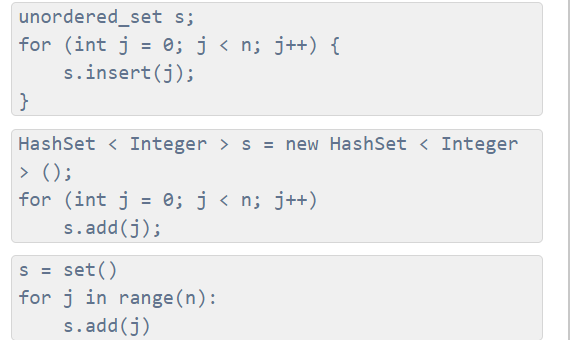 unordered_set s;
for (int j = 0; j < n; j++) {
    s.insert(j);
}
HashSet < Integer > s = new HashSet < Integer
> ();
for (int j = 0; j < n; j++)
    s.add(j);
s = set()
for j in range(n):
    s.add(j)